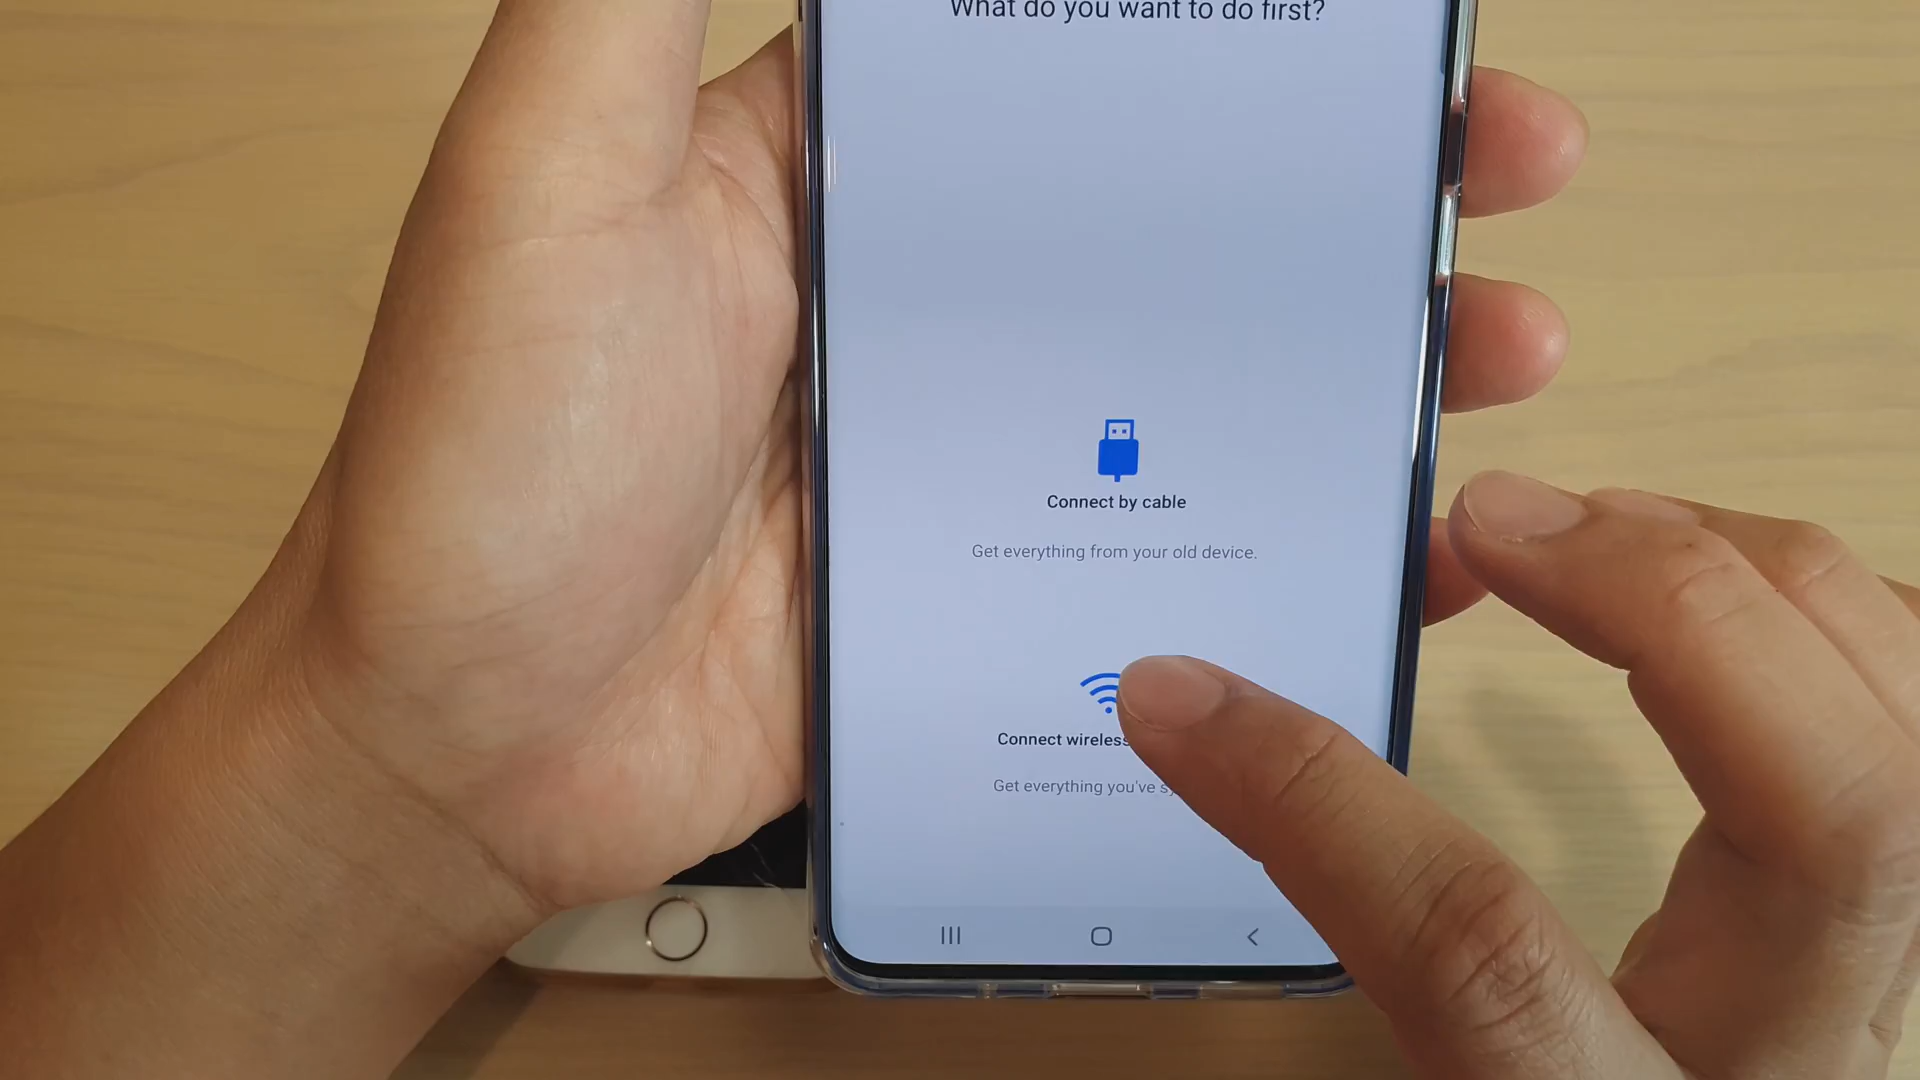 What do you want to do first?
Connect by cable
Get everything from your old device.
Connect wireless
Get everything you've